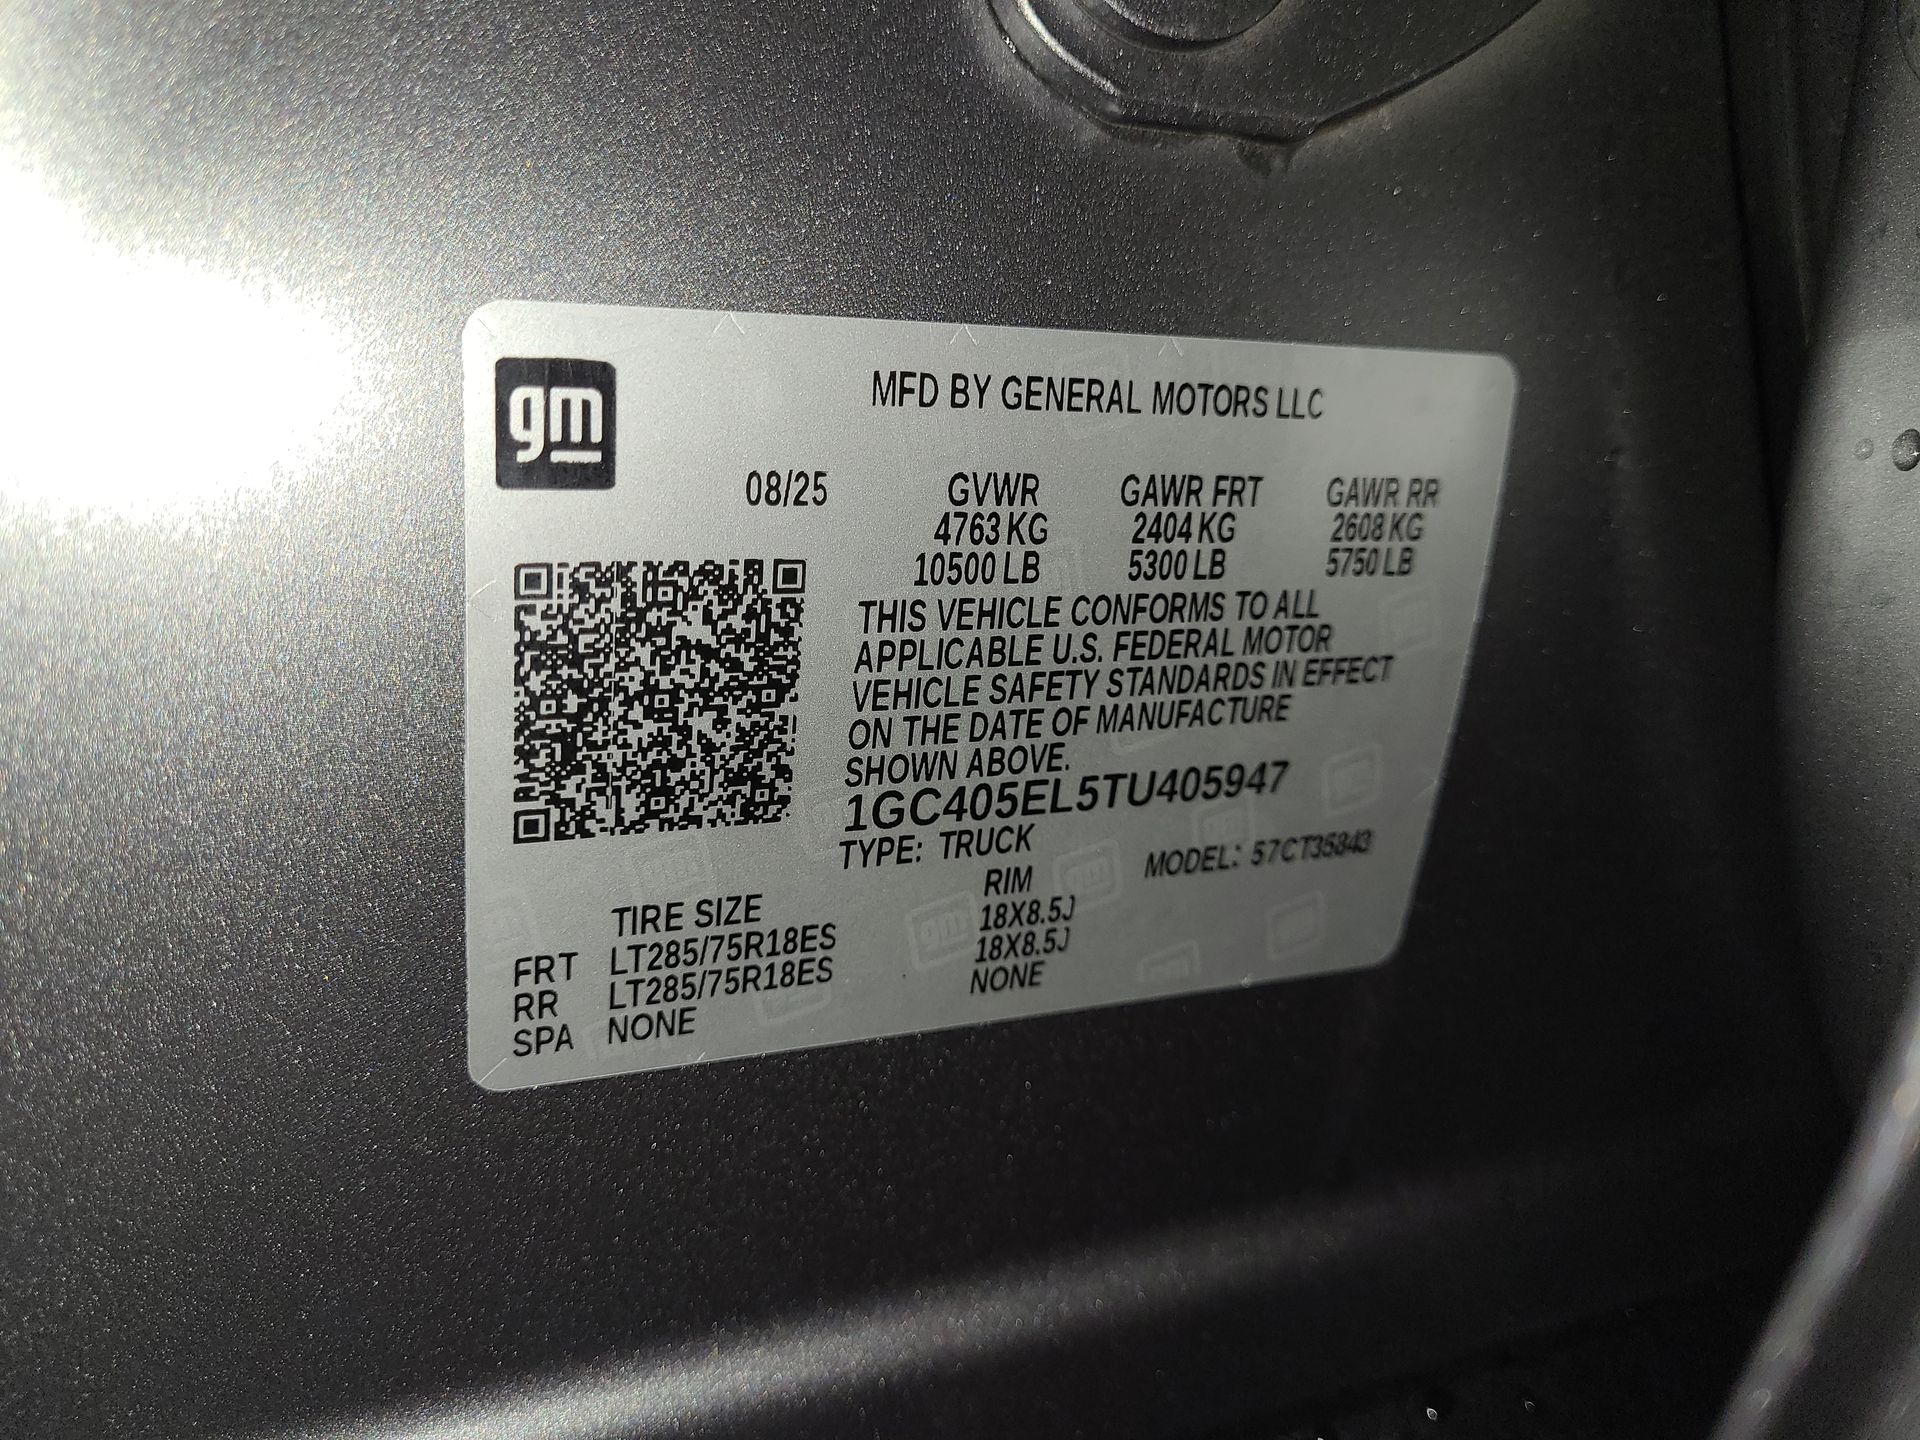 gm
MFD BY GENERAL MOTORS LLC
08/25 GVWR GAWR FRT GAWR RR
4763 KG 2404 KG 2608 KG
10500 LB 5300 LB 5750 LB
THIS VEHICLE CONFORMS TO ALL
APPLICABLE U.S. FEDERAL MOTOR
VEHICLE SAFETY STANDARDS IN EFFECT
ON THE DATE OF MANUFACTURE
SHOWN ABOVE.
1GC405EL5TU405947
TYPE: TRUCK MODEL: 57CT35843
TIRE SIZE RIM
FRT LT285/75R18ES 18X8.5J
RR LT285/75R18ES 18X8.5J
SPA NONE NONE